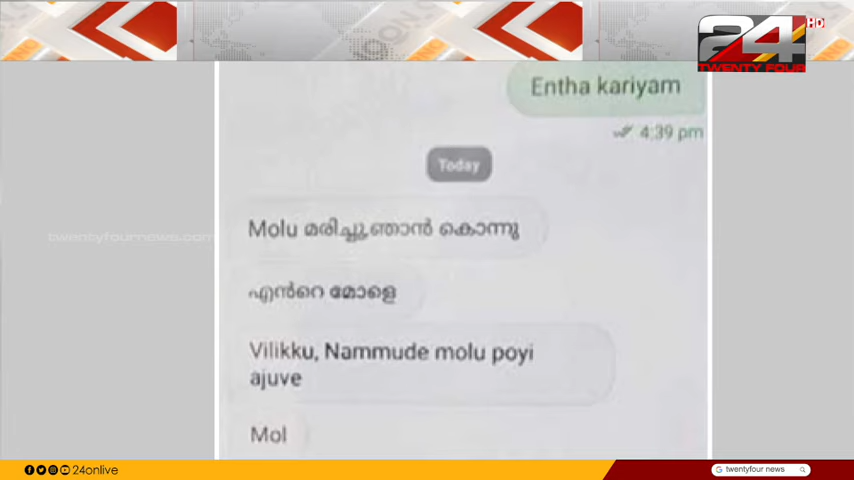 24
HD
TWENTY FOUR
Entha kariyam
4:39 pm
Today
Molu മരിച്ചു,ഞാൻ കൊന്നു
twentyfournews.com
എൻറെ മോളെ
Vilikku, Nammude molu poyi
ajuve
Mol
24onlive
twentyfour news